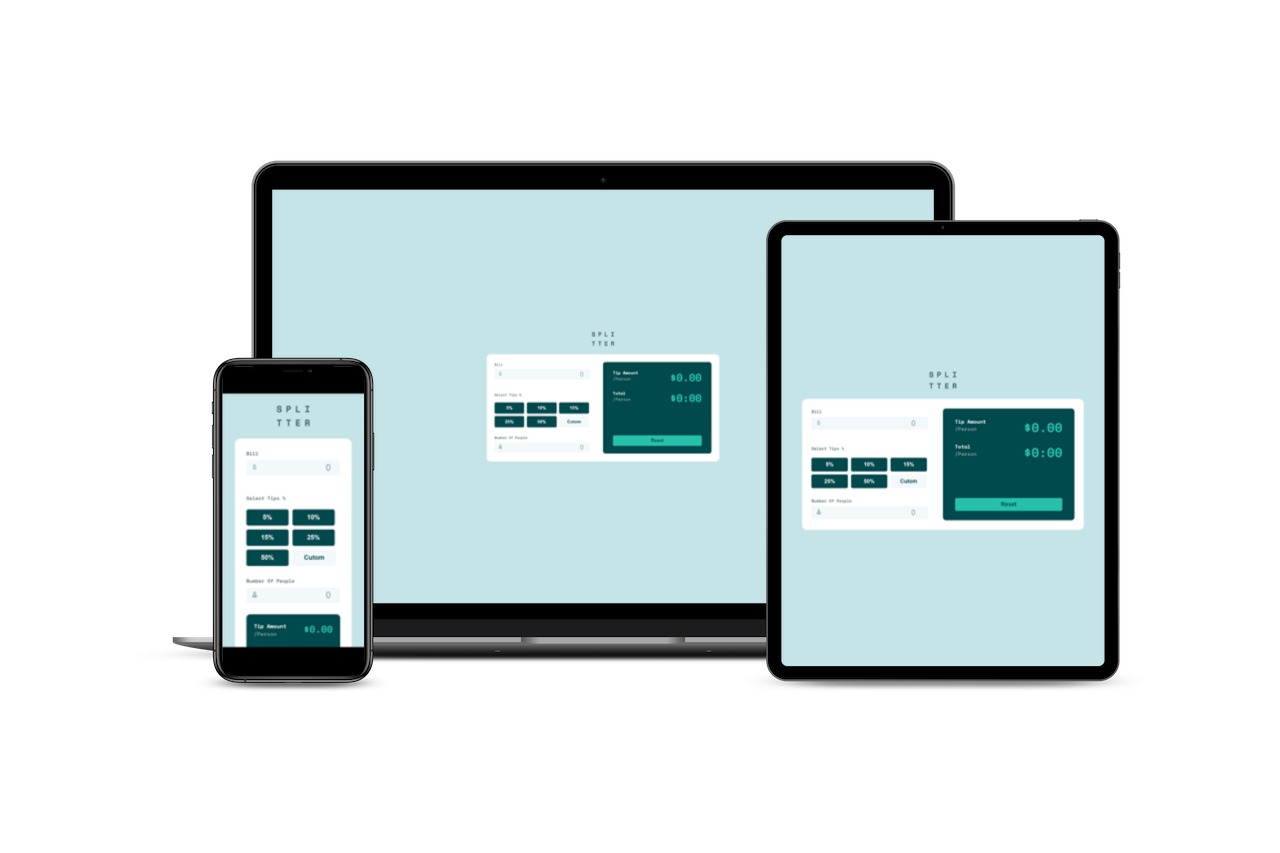 SPLI
TTER
Bill
$ 0
Select Tips %
5% 10% 15%
25% 50% Cutom
Number Of People
0
Tip Amount
/Person
$0.00
Total
/Person
$0:00
Reset
SPLI
TTER
Bill
$ 0
Select Tips %
5% 10%
15% 25%
50% Cutom
Number Of People
0
Tip Amount
/Person
$0.00
SPLI
TTER
Bill
$ 0
Select Tips %
5% 10% 15%
25% 50% Cutom
Number Of People
0
Tip Amount
/Person
$0.00
Total
/Person
$0:00
Reset